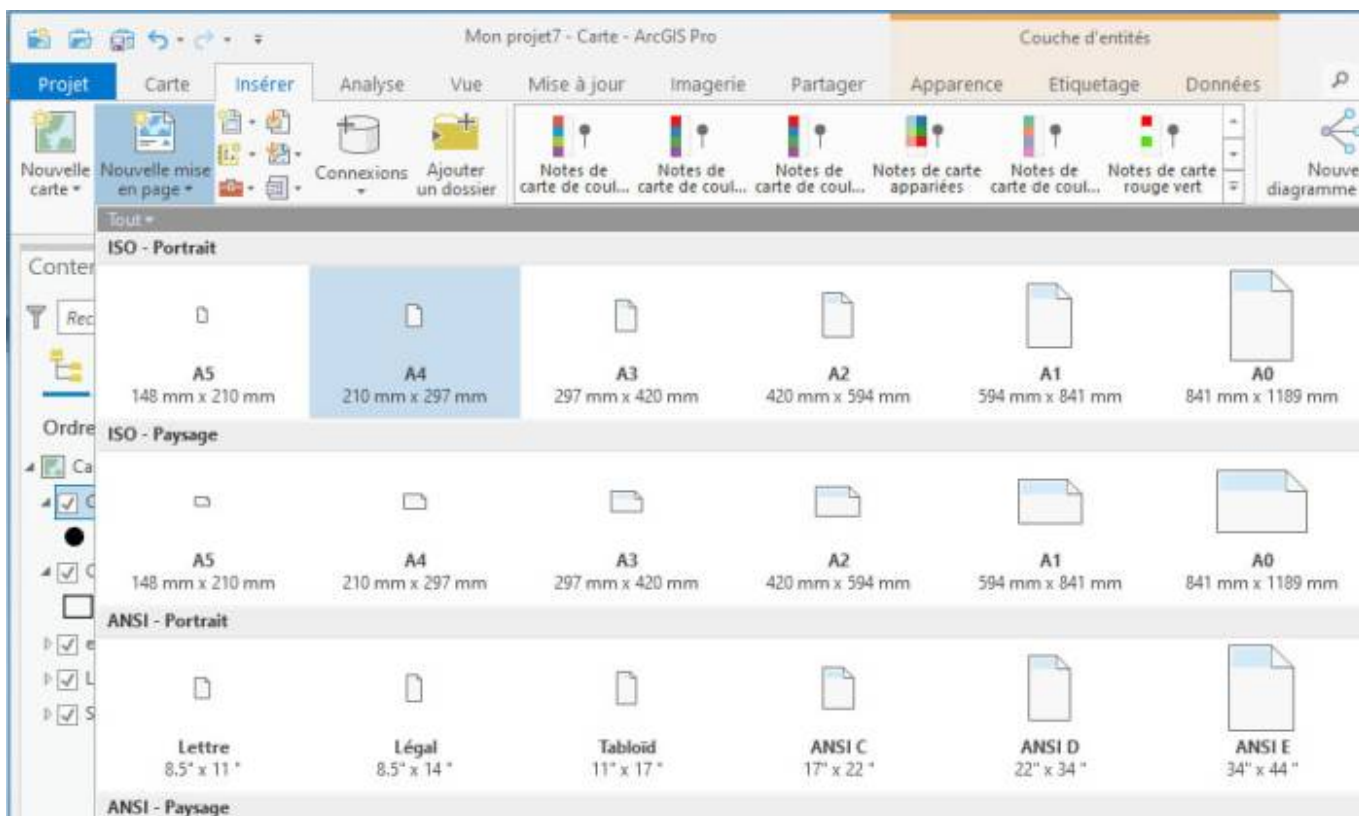 Mon projet7 - Carte - ArcGIS Pro
Couche d'entités
Projet Carte Insérer Analyse Vue Mise à jour Imagerie Partager Apparence Etiquetage Données
Nouvelle carte
Nouvelle mise en page
Connexions
Ajouter un dossier
Notes de carte de coul...
Notes de carte de coul...
Notes de carte de coul...
Notes de carte appariées
Notes de carte de coul...
Notes de carte rouge vert
Nouve
diagramme
Tout
Conter
Rec
Ordre
Ca
C
C
e
L
S
ISO - Portrait
A5 A4 A3 A2 A1 A0
148 mm x 210 mm 210 mm x 297 mm 297 mm x 420 mm 420 mm x 594 mm 594 mm x 841 mm 841 mm x 1189 mm
ISO - Paysage
A5 A4 A3 A2 A1 A0
148 mm x 210 mm 210 mm x 297 mm 297 mm x 420 mm 420 mm x 594 mm 594 mm x 841 mm 841 mm x 1189 mm
ANSI - Portrait
Lettre Légal Tabloïd ANSI C ANSI D ANSI E
8.5" x 11 " 8.5" x 14 " 11" x 17 " 17" x 22 " 22" x 34 " 34" x 44 "
ANSI - Paysage